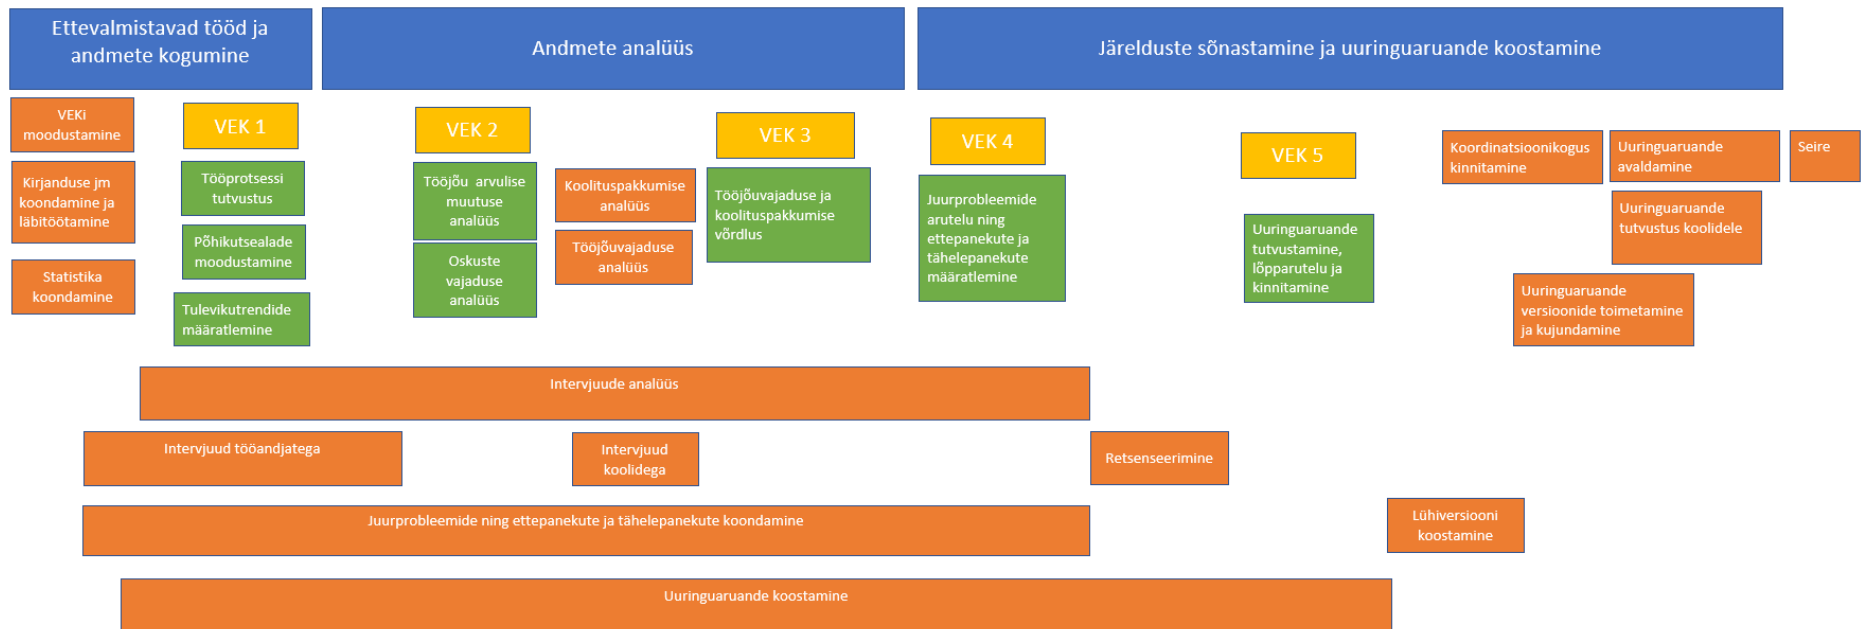 Ettevalmistavad tööd ja
andmete kogumine
Andmete analüüs
Järelduste sõnastamine ja uuringuaruande koostamine
VEKi
moodustamine
Kirjanduse jm
koondamine ja
läbitöötamine
Statistika
koondamine
VEK 1
Tööprotsessi
tutvustus
Põhikutsealade
moodustamine
Tulevikutrendide
määratlemine
VEK 2
Tööjõu arvulise
muutuse
analüüs
Oskuste
vajaduse
analüüs
Koolituspakkumise
analüüs
Tööjõuvajaduse
analüüs
VEK 3
Tööjõuvajaduse ja
koolituspakkumise
võrdlus
VEK 4
Juurprobleemide
arutelu ning
ettepanekute ja
tähelepanekute
määratlemine
VEK 5
Uuringuaruande
tutvustamine,
lõpparutelu ja
kinnitamine
Koordinatsioonikogus
kinnitamine
Uuringuaruande
avaldamine
Seire
Uuringuaruande
tutvustus koolidele
Uuringuaruande
versioonide toimetamine
ja kujundamine
Intervjuude analüüs
Intervjuud tööandjatega
Intervjuud
koolidega
Retsenseerimine
Juurprobleemide ning ettepanekute ja tähelepanekute koondamine
Lühiversiooni
koostamine
Uuringuaruande koostamine